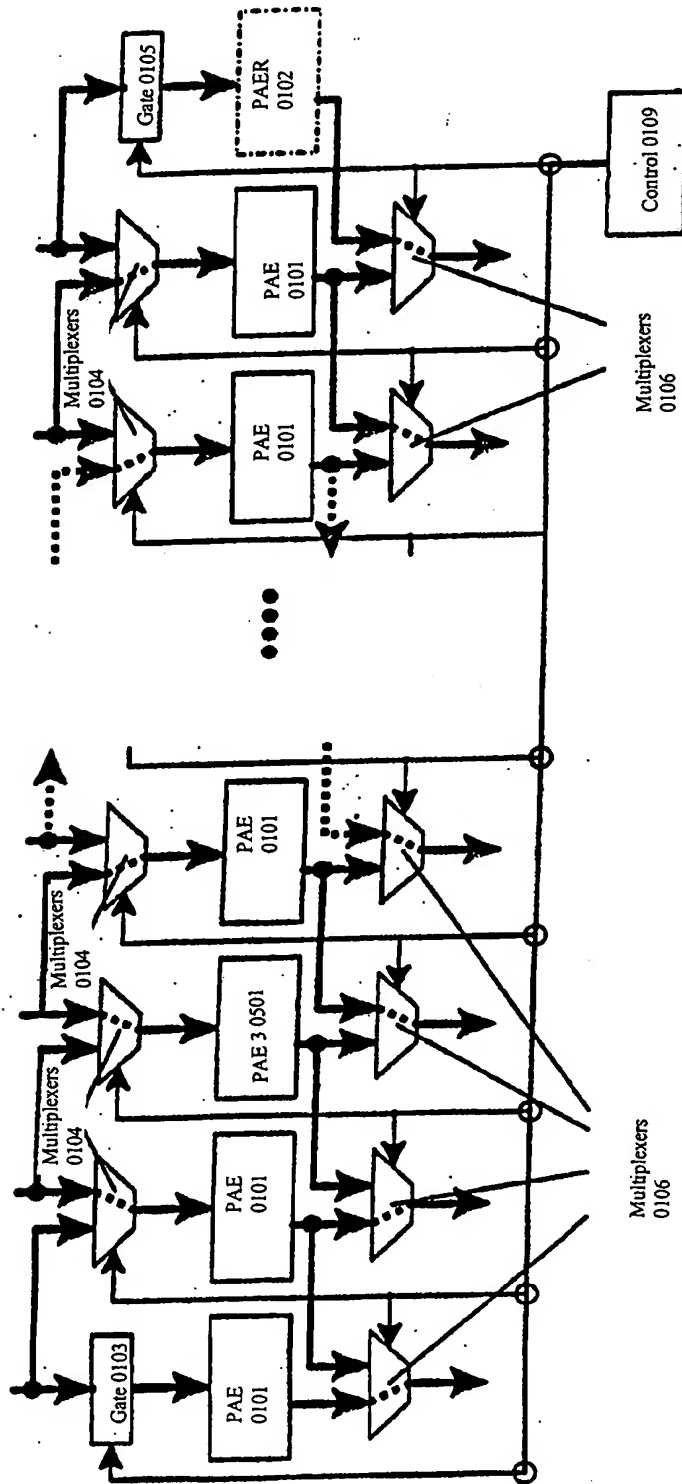 Gate 0103
Multiplexers
0104
Multiplexers
0104
Multiplexers
0104
Gate 0105
PAE
0101
PAE
0101
PAE 3 0501
PAE
0101
PAE
0101
PAE
0101
PAER
0102
Multiplexers
0106
Multiplexers
0106
Control 0109